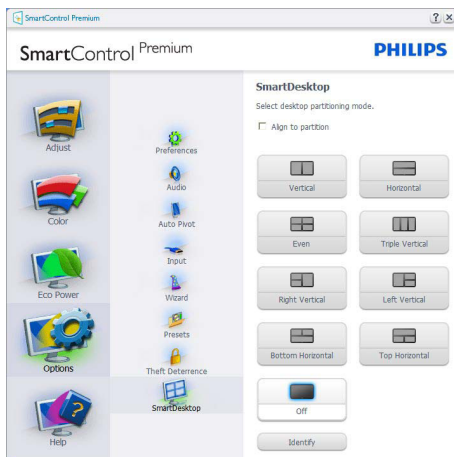 SmartControl Premium
SmartControl Premium
PHILIPS
Adjust
Color
Eco Power
Options
Help
Preferences
Audio
Auto Pivot
Input
Wizard
Presets
Theft Deterrence
SmartDesktop
SmartDesktop
Select desktop partitioning mode.
Align to partition
Vertical
Horizontal
Even
Triple Vertical
Right Vertical
Left Vertical
Bottom Horizontal
Top Horizontal
Off
Identify